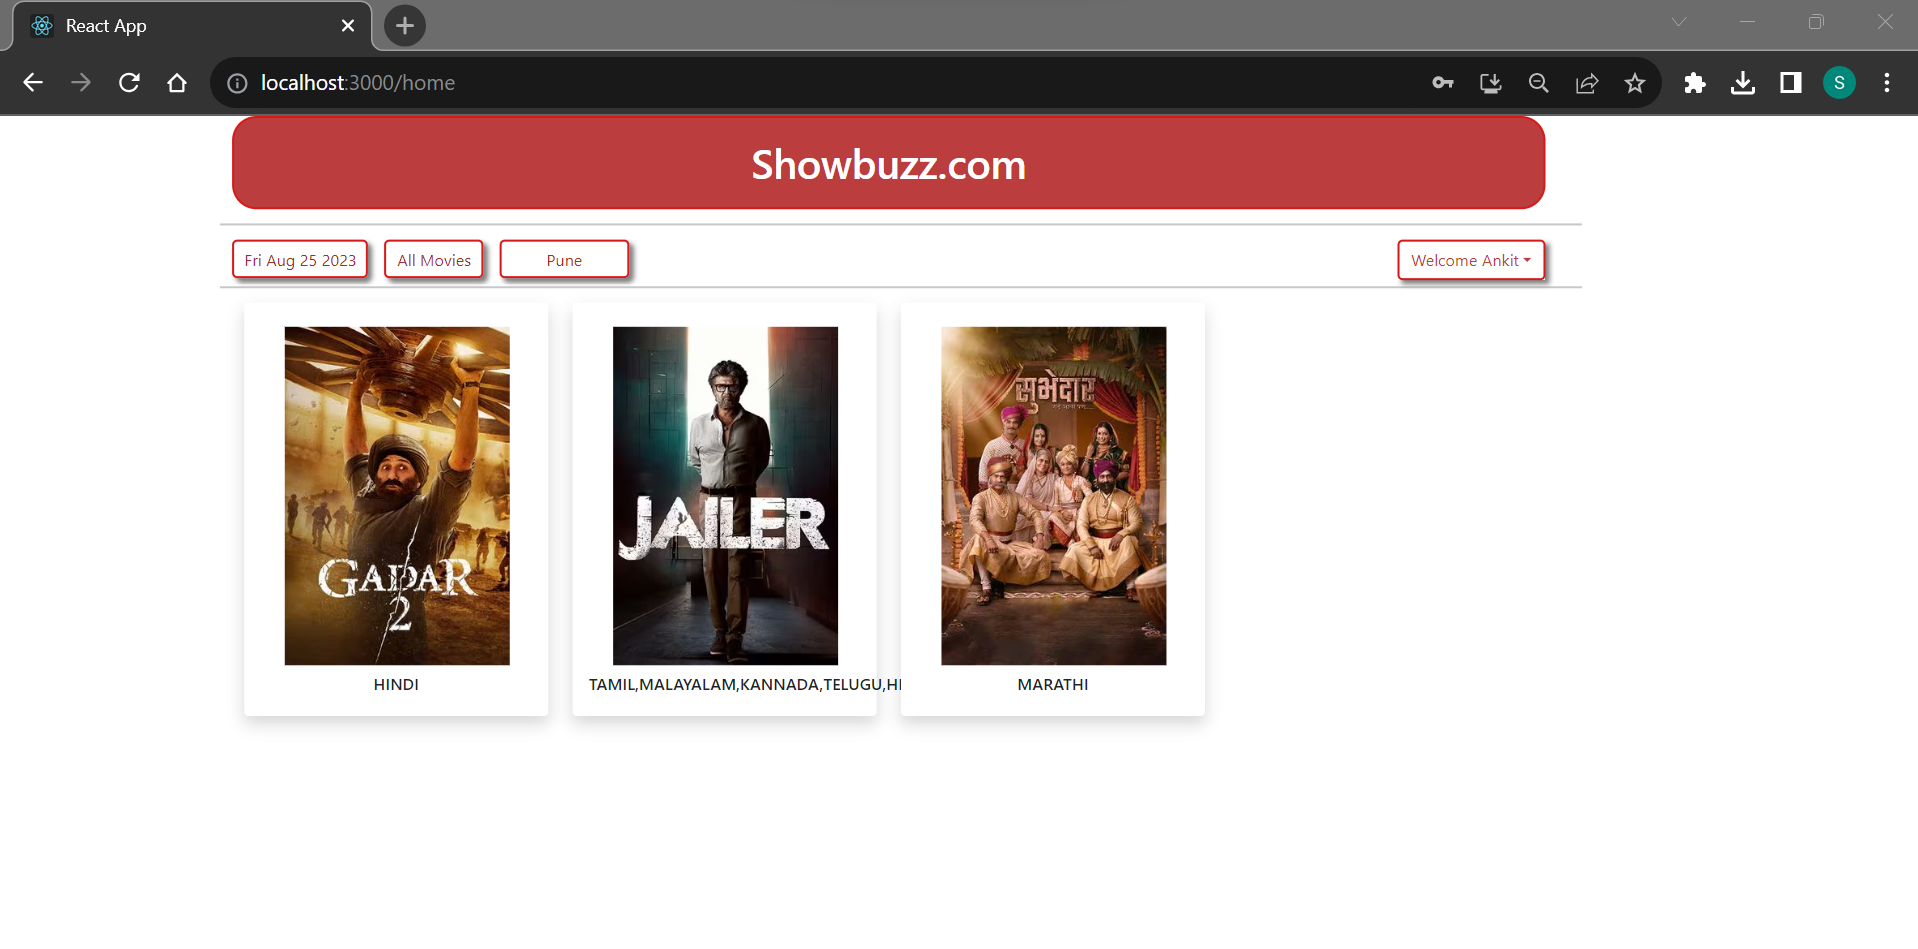 React App
localhost:3000/home
S
Showbuzz.com
Fri Aug 25 2023
All Movies
Pune
Welcome Ankit
GADAR
2
HINDI
JAILER
TAMIL,MALAYALAM,KANNADA,TELUGU,HI
सुभेदार
MARATHI